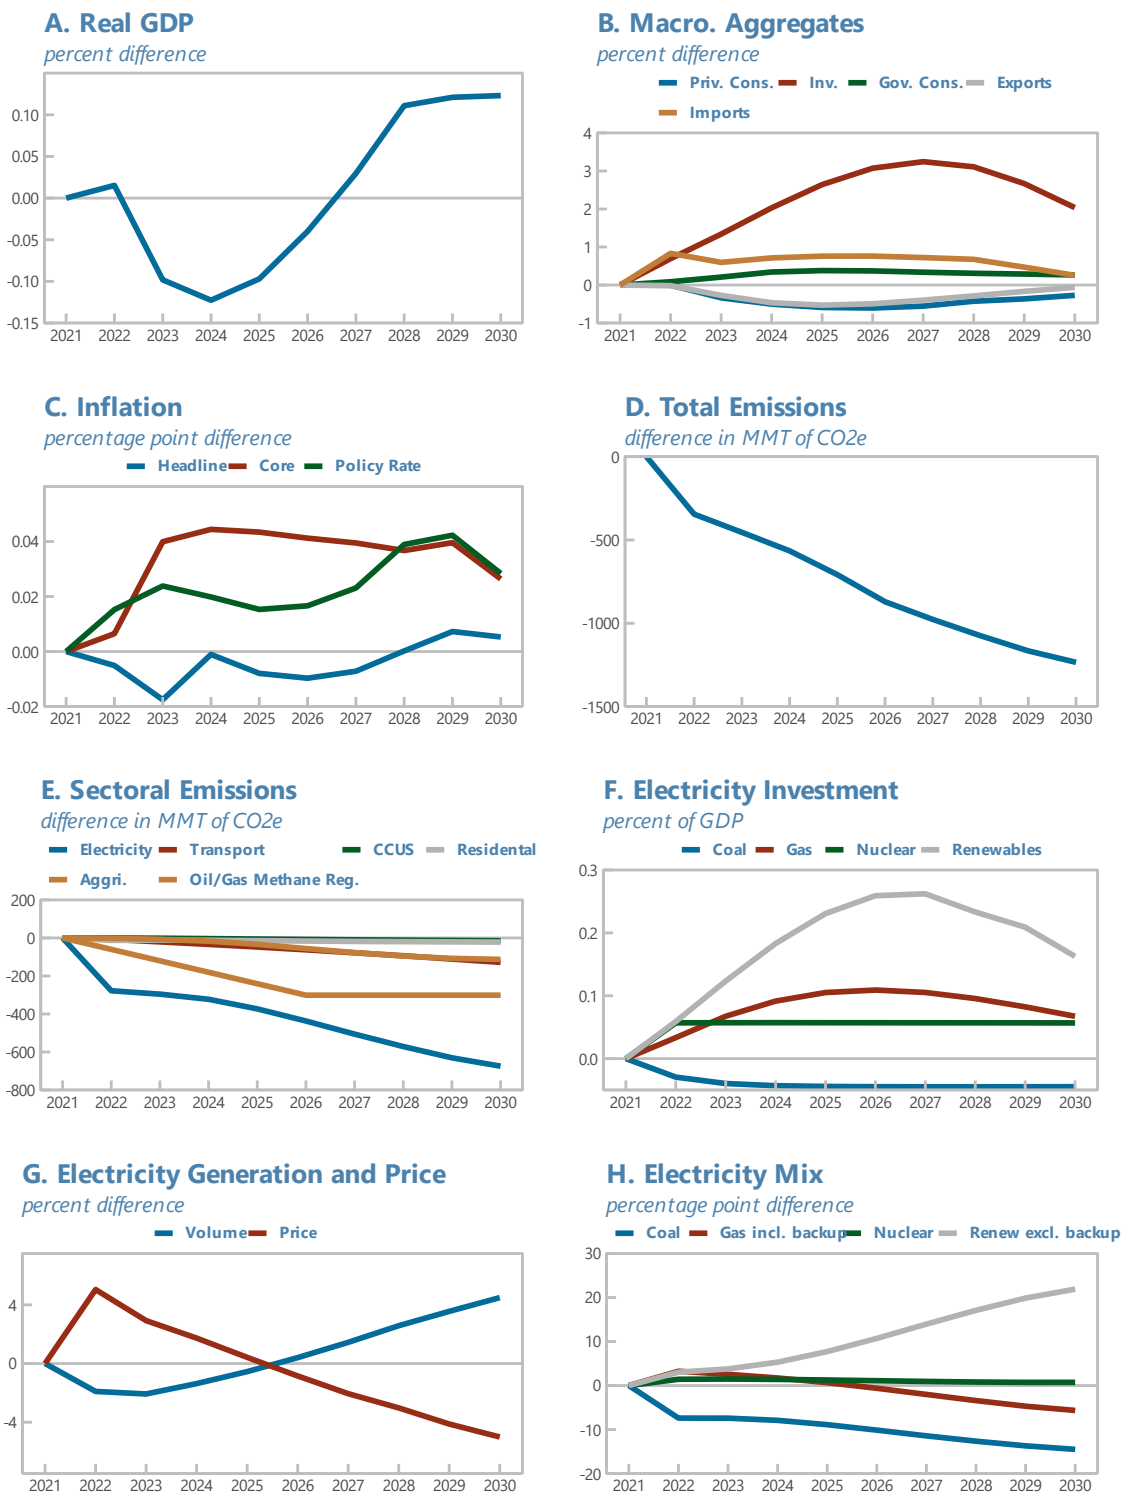 A. Real GDP
percent difference
0.10
0.05
0.00
-0.05
-0.10
-0.15
2021 2022 2023 2024 2025 2026 2027 2028 2029 2030
B. Macro. Aggregates
percent difference
Priv. Cons. Inv. Gov. Cons. Exports
Imports
4
3
2
1
0
-1
2021 2022 2023 2024 2025 2026 2027 2028 2029 2030
C. Inflation
percentage point difference
Headline Core Policy Rate
0.04
0.02
0.00
-0.02
2021 2022 2023 2024 2025 2026 2027 2028 2029 2030
D. Total Emissions
difference in MMT of CO2e
0
-500
-1000
-1500
2021 2022 2023 2024 2025 2026 2027 2028 2029 2030
E. Sectoral Emissions
difference in MMT of CO2e
Electricity Transport CCUS Residental
Aggri. Oil/Gas Methane Reg.
200
0
-200
-400
-600
-800
2021 2022 2023 2024 2025 2026 2027 2028 2029 2030
F. Electricity Investment
percent of GDP
Coal Gas Nuclear Renewables
0.3
0.2
0.1
0.0
2021 2022 2023 2024 2025 2026 2027 2028 2029 2030
G. Electricity Generation and Price
percent difference
Volume Price
4
0
-4
2021 2022 2023 2024 2025 2026 2027 2028 2029 2030
H. Electricity Mix
percentage point difference
Coal Gas incl. backup Nuclear Renew excl. backup
30
20
10
0
-10
-20
2021 2022 2023 2024 2025 2026 2027 2028 2029 2030